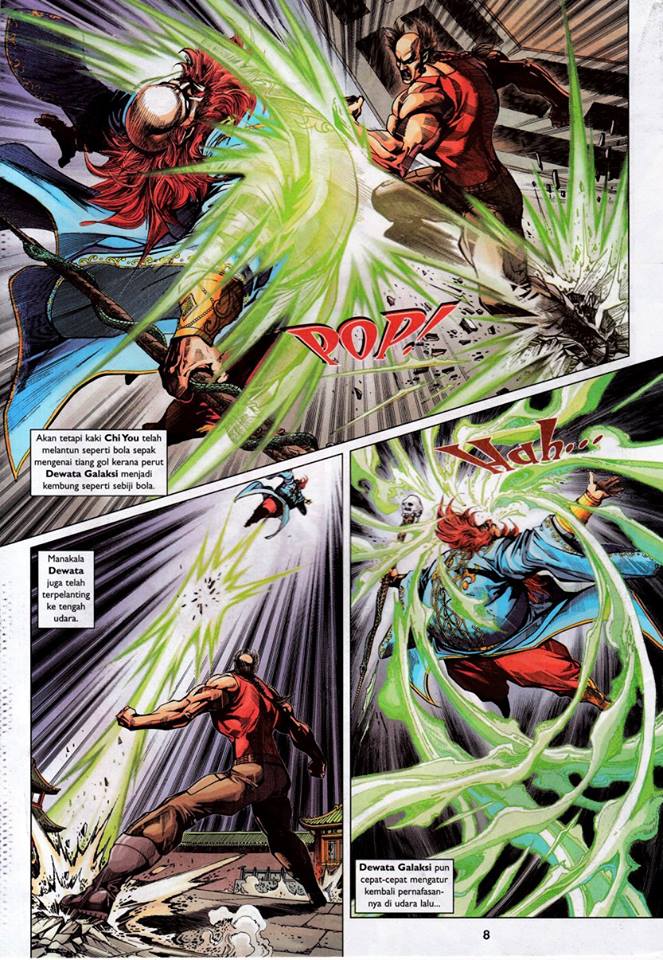 POP!
Akan tetapi kaki Chi You telah
melantun seperti bola sepak
mengenai tiang gol kerana perut
Dewata Galaksi menjadi
kembung seperti sebiji bola.
Manakala
Dewata
juga telah
terpelanting
ke tengah
udara.
Hah...
Dewata Galaksi pun
cepat-cepat mengatur
kembali pernafasan-
nya di udara lalu...
8